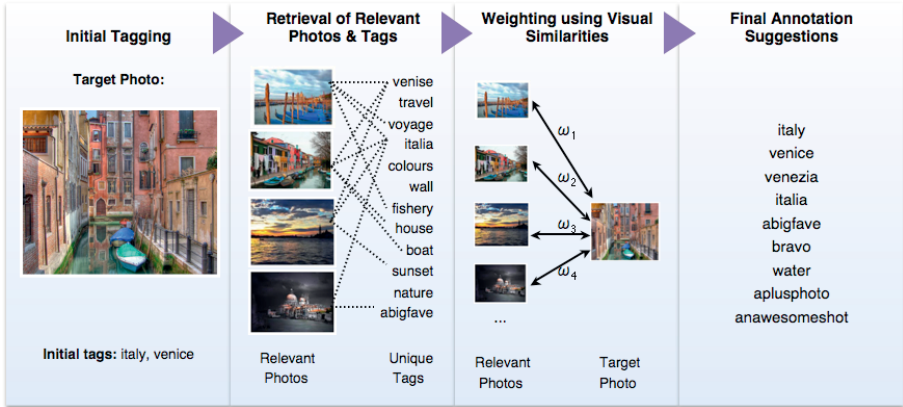 Initial Tagging
Target Photo:
Initial tags: italy, venice
Retrieval of Relevant
Photos & Tags
venise
travel
voyage
italia
colours
wall
fishery
house
boat
sunset
nature
abigfave
Relevant
Photos
Unique
Tags
Weighting using Visual
Similarities
ω1
ω2
ω3
ω4
...
Relevant
Photos
Target
Photo
Final Annotation
Suggestions
italy
venice
venezia
italia
abigfave
bravo
water
aplusphoto
anawesomeshot